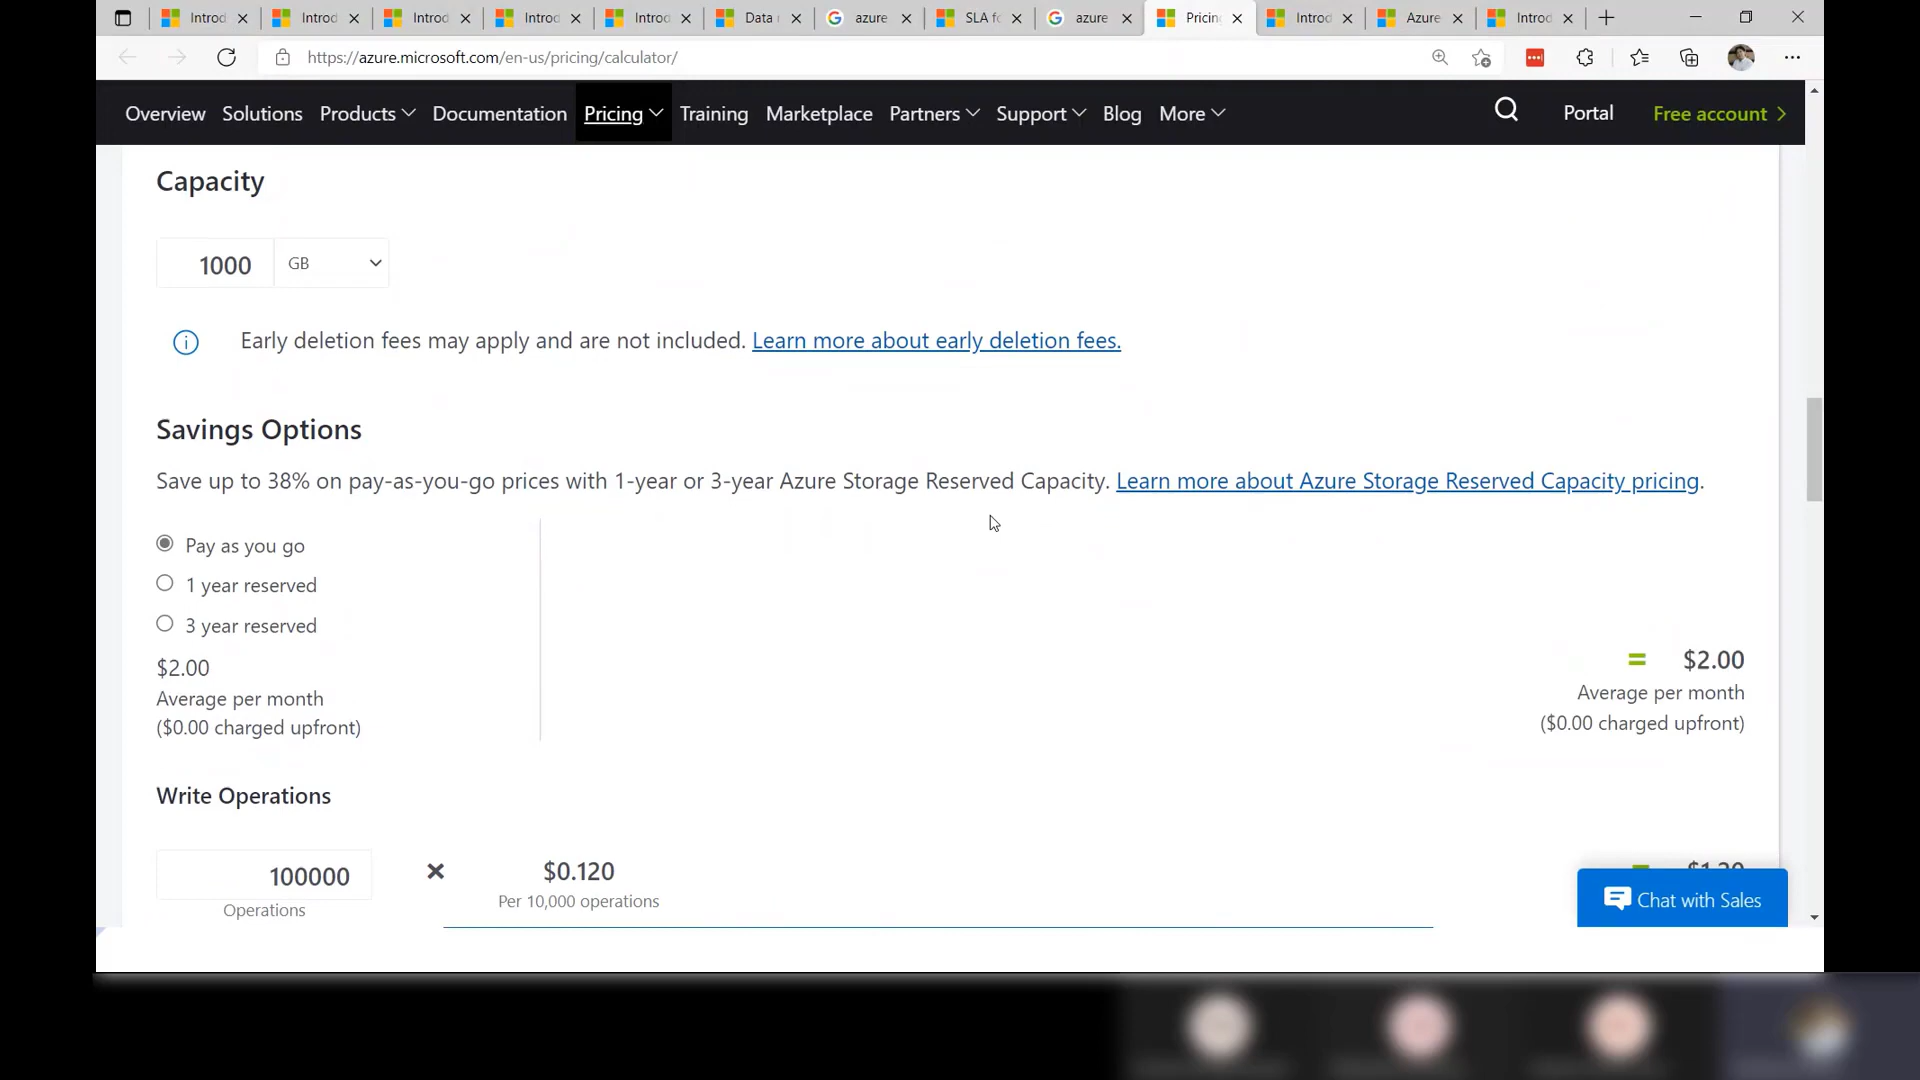 Introd
Introd
Introd
Introd
Introd
Data
azure
SLA fo
azure
Pricin
Introd
Azure
Introd
https://azure.microsoft.com/en-us/pricing/calculator/
Overview Solutions Products Documentation Pricing Training Marketplace Partners Support Blog More Portal Free account
Capacity
1000 GB
Early deletion fees may apply and are not included. Learn more about early deletion fees.
Savings Options
Save up to 38% on pay-as-you-go prices with 1-year or 3-year Azure Storage Reserved Capacity. Learn more about Azure Storage Reserved Capacity pricing.
Pay as you go
1 year reserved
3 year reserved
$2.00
Average per month
($0.00 charged upfront)
= $2.00
Average per month
($0.00 charged upfront)
Write Operations
100000 × $0.120
Operations Per 10,000 operations
Chat with Sales